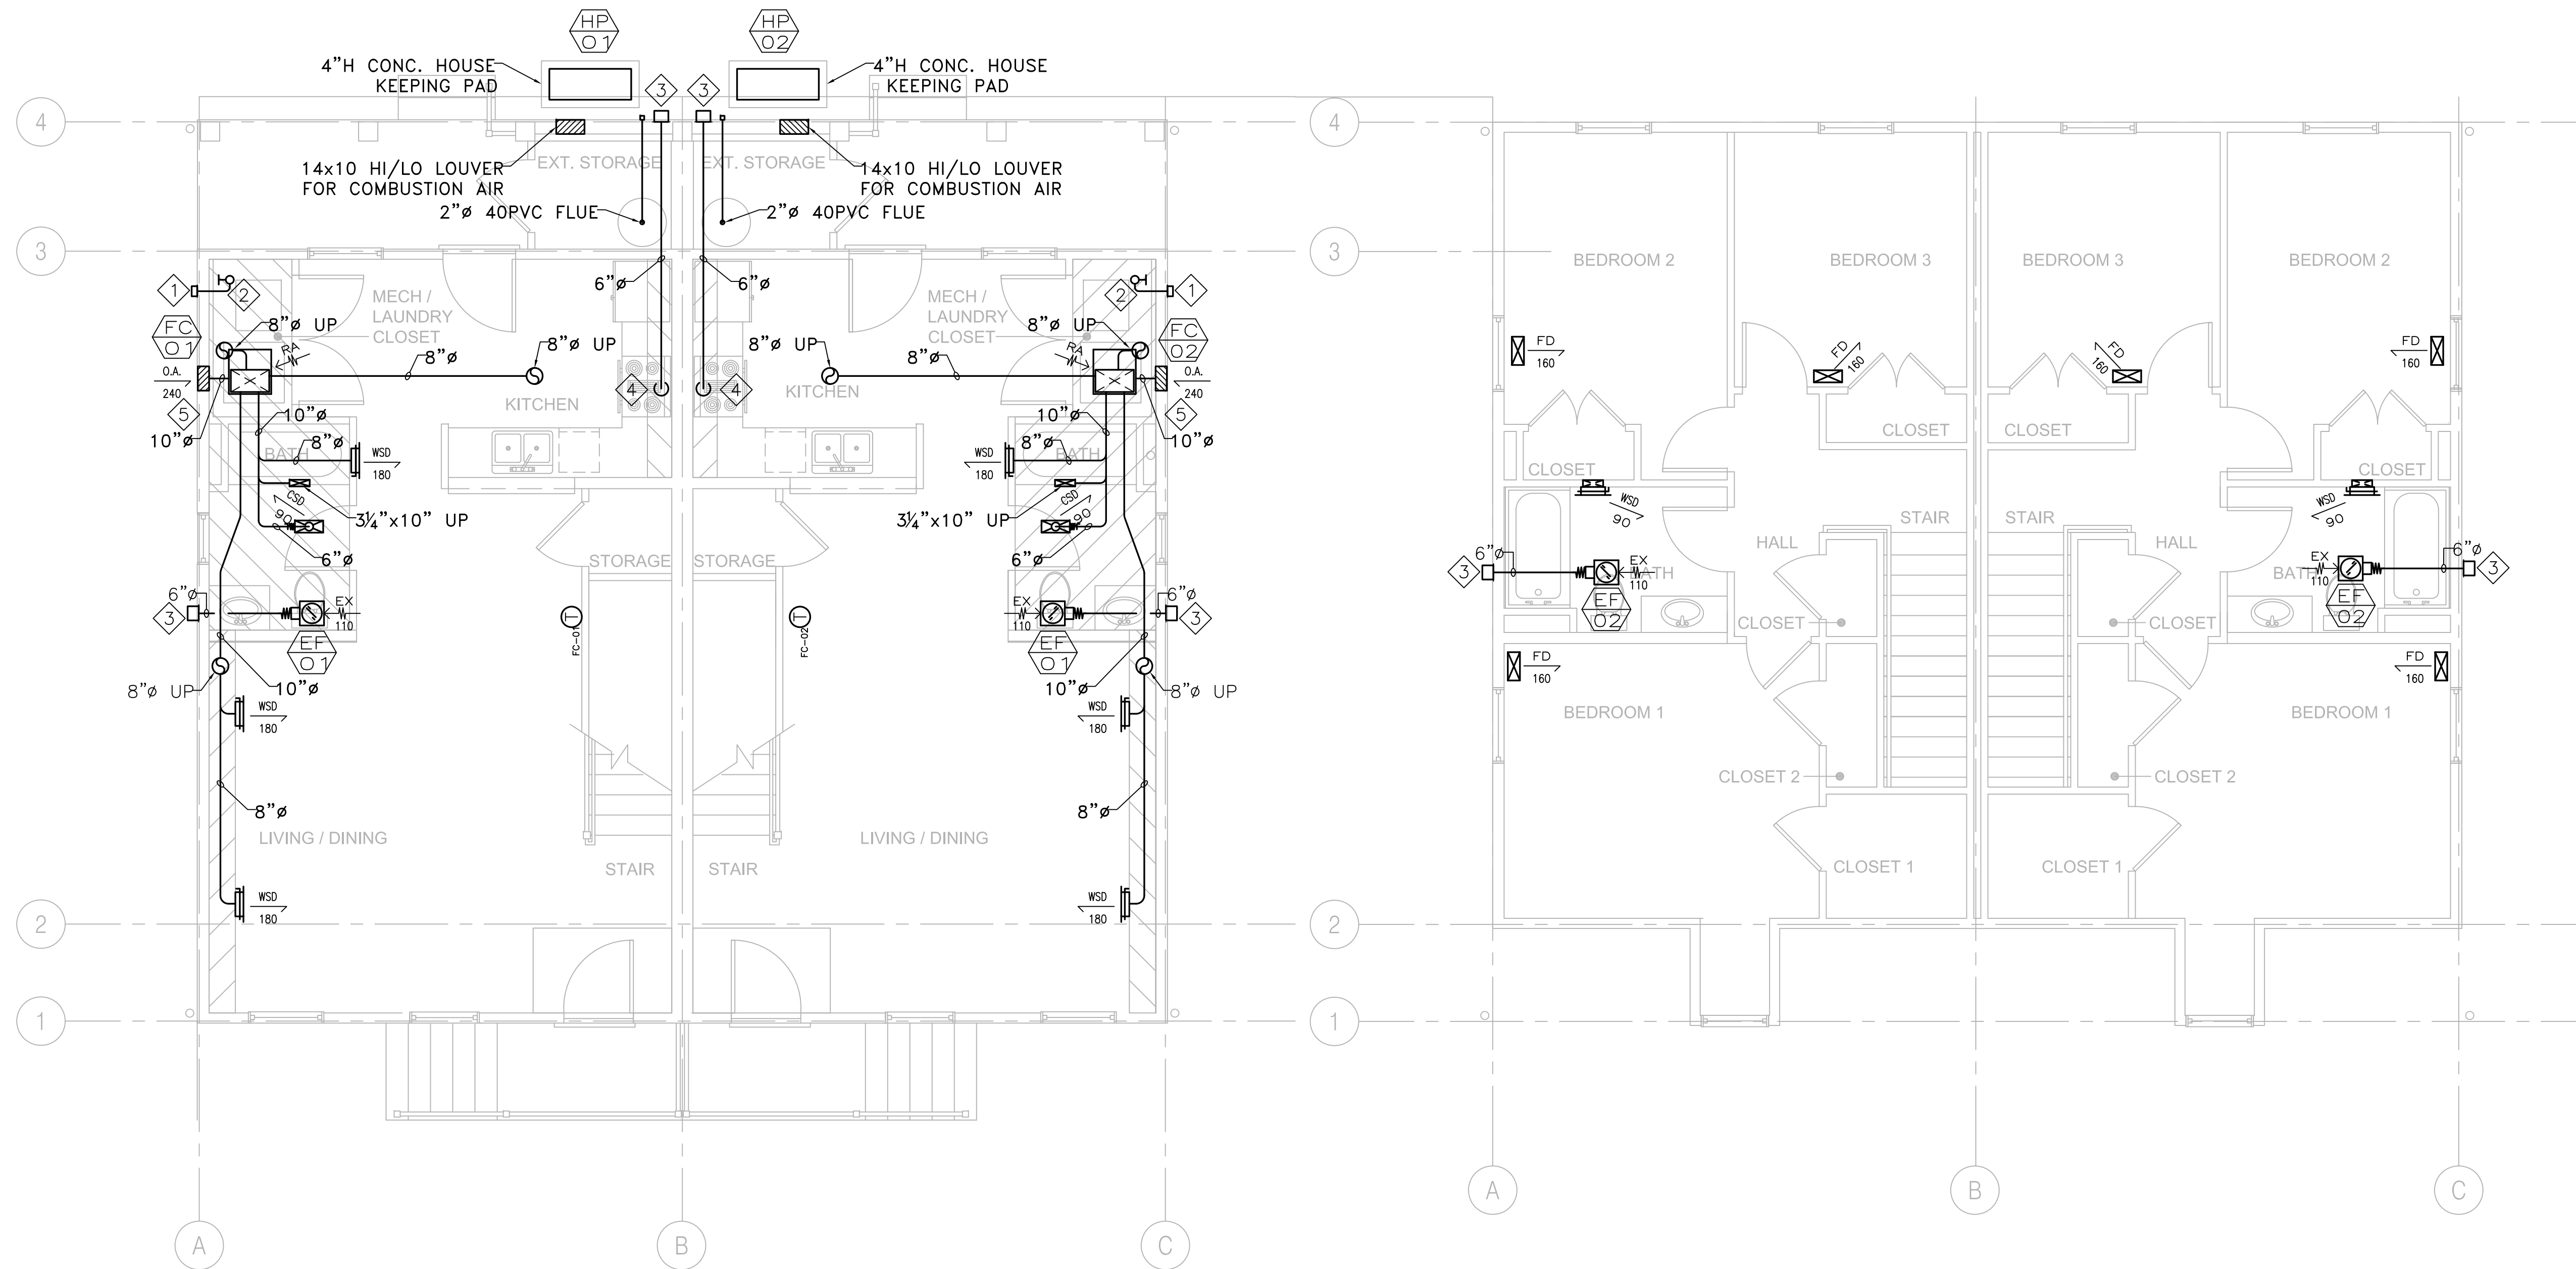 HP
01
HP
02
4"H CONC. HOUSE
KEEPING PAD
4"H CONC. HOUSE
KEEPING PAD
3
3
4
14x10 HI/LO LOUVER
FOR COMBUSTION AIR
EXT. STORAGE
EXT. STORAGE
14x10 HI/LO LOUVER
FOR COMBUSTION AIR
2"ø 40PVC FLUE
2"ø 40PVC FLUE
3
1
2
MECH /
LAUNDRY
CLOSET
6"ø
6"ø
MECH /
LAUNDRY
CLOSET
2
1
FC
01
8"ø UP
RA
8"ø
8"ø UP
8"ø UP
8"ø
8"ø UP
RA
FC
02
O.A.
240
5
10"ø
KITCHEN
4
4
KITCHEN
O.A.
240
5
10"ø
10"ø
8"ø
BATH
WSD
180
10"ø
8"ø
BATH
WSD
180
CSD
90
3¼"x10" UP
6"ø
CSD
90
3¼"x10" UP
6"ø
STORAGE
STORAGE
6"ø
3
EX
110
EF
01
T
FC-01
T
FC-02
EX
110
EF
01
6"ø
3
8"ø UP
10"ø
10"ø
8"ø UP
WSD
180
WSD
180
8"ø
8"ø
LIVING / DINING
LIVING / DINING
STAIR
STAIR
WSD
180
WSD
180
2
1
A
B
C
4
3
BEDROOM 2
BEDROOM 3
BEDROOM 3
BEDROOM 2
FD
160
FD
160
FD
160
FD
160
CLOSET
CLOSET
CLOSET
CLOSET
WSD
90
WSD
90
STAIR
STAIR
HALL
HALL
3
6"ø
EX
110
BATH
EF
02
EX
110
BATH
EF
02
6"ø
3
CLOSET
CLOSET
FD
160
FD
160
BEDROOM 1
BEDROOM 1
CLOSET 2
CLOSET 2
CLOSET 1
CLOSET 1
2
1
A
B
C